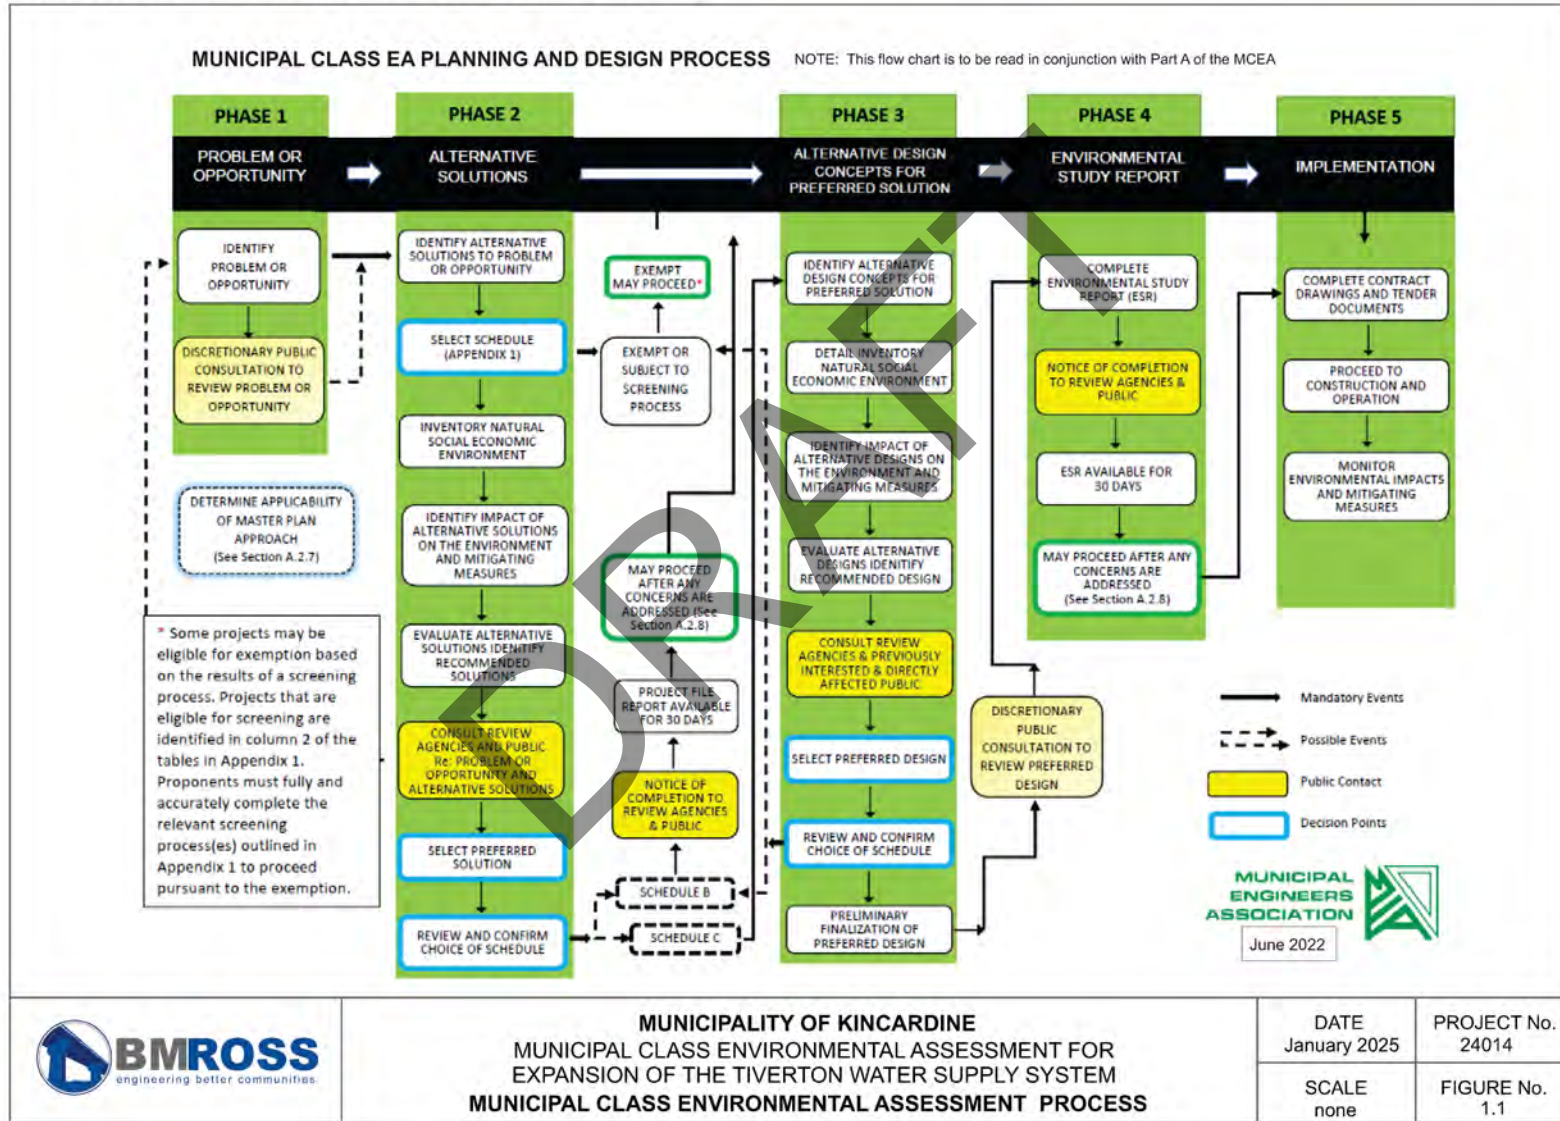 MUNICIPAL CLASS EA PLANNING AND DESIGN PROCESS
NOTE: This flow chart is to be read in conjunction with Part A of the MCEA
PHASE 1
PROBLEM OR
OPPORTUNITY
IDENTIFY
PROBLEM OR
OPPORTUNITY
DISCRETIONARY PUBLIC
CONSULTATION TO
REVIEW PROBLEM OR
OPPORTUNITY
DETERMINE APPLICABILITY
OF MASTER PLAN
APPROACH
(See Section A.2.7)
* Some projects may be
eligible for exemption based
on the results of a screening
process. Projects that are
eligible for screening are
identified in column 2 of the
tables in Appendix 1.
Proponents must fully and
accurately complete the
relevant screening
process(es) outlined in
Appendix 1 to proceed
pursuant to the exemption.
PHASE 2
ALTERNATIVE
SOLUTIONS
IDENTIFY ALTERNATIVE
SOLUTIONS TO PROBLEM
OR OPPORTUNITY
SELECT SCHEDULE
(APPENDIX 1)
INVENTORY NATURAL
SOCIAL ECONOMIC
ENVIRONMENT
IDENTIFY IMPACT OF
ALTERNATIVE SOLUTIONS
ON THE ENVIRONMENT
AND MITIGATING
MEASURES
EVALUATE ALTERNATIVE
SOLUTIONS IDENTIFY
RECOMMENDED
SOLUTIONS
CONSULT REVIEW
AGENCIES AND PUBLIC
Re: PROBLEM OR
OPPORTUNITY AND
ALTERNATIVE SOLUTIONS
SELECT PREFERRED
SOLUTION
REVIEW AND CONFIRM
CHOICE OF SCHEDULE
EXEMPT
MAY PROCEED*
EXEMPT OR
SUBJECT TO
SCREENING
PROCESS
MAY PROCEED
AFTER ANY
CONCERNS ARE
ADDRESSED (See
Section A.2.8)
PROJECT FILE
REPORT AVAILABLE
FOR 30 DAYS
NOTICE OF
COMPLETION TO
REVIEW AGENCIES
& PUBLIC
SCHEDULE B
SCHEDULE C
PHASE 3
ALTERNATIVE DESIGN
CONCEPTS FOR
PREFERRED SOLUTION
IDENTIFY ALTERNATIVE
DESIGN CONCEPTS FOR
PREFERRED SOLUTION
DETAIL INVENTORY
NATURAL SOCIAL
ECONOMIC ENVIRONMENT
IDENTIFY IMPACT OF
ALTERNATIVE DESIGNS ON
THE ENVIRONMENT AND
MITIGATING MEASURES
EVALUATE ALTERNATIVE
DESIGNS IDENTIFY
RECOMMENDED DESIGN
CONSULT REVIEW
AGENCIES & PREVIOUSLY
INTERESTED & DIRECTLY
AFFECTED PUBLIC
SELECT PREFERRED DESIGN
REVIEW AND CONFIRM
CHOICE OF SCHEDULE
PRELIMINARY
FINALIZATION OF
PREFERRED DESIGN
DISCRETIONARY
PUBLIC
CONSULTATION TO
REVIEW PREFERRED
DESIGN
PHASE 4
ENVIRONMENTAL
STUDY REPORT
COMPLETE
ENVIRONMENTAL STUDY
REPORT (ESR)
NOTICE OF COMPLETION
TO REVIEW AGENCIES &
PUBLIC
ESR AVAILABLE FOR
30 DAYS
MAY PROCEED AFTER ANY
CONCERNS ARE
ADDRESSED
(See Section A.2.8)
PHASE 5
IMPLEMENTATION
COMPLETE CONTRACT
DRAWINGS AND TENDER
DOCUMENTS
PROCEED TO
CONSTRUCTION AND
OPERATION
MONITOR
ENVIRONMENTAL IMPACTS
AND MITIGATING
MEASURES
Mandatory Events
Possible Events
Public Contact
Decision Points
MUNICIPAL
ENGINEERS
ASSOCIATION
June 2022
DRAFT
BMROSS
engineering better communities
MUNICIPALITY OF KINCARDINE
MUNICIPAL CLASS ENVIRONMENTAL ASSESSMENT FOR
EXPANSION OF THE TIVERTON WATER SUPPLY SYSTEM
MUNICIPAL CLASS ENVIRONMENTAL ASSESSMENT PROCESS
DATE
January 2025
PROJECT No.
24014
SCALE
none
FIGURE No.
1.1